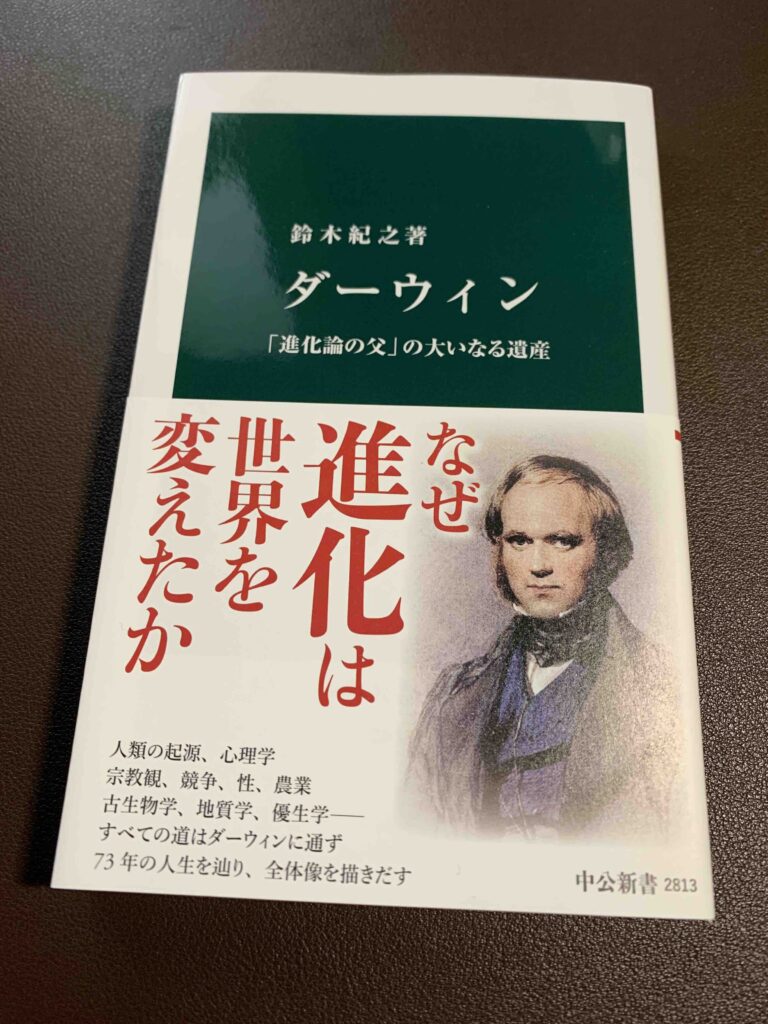 鈴木紀之著
ダーウィン
「進化論の父」の大いなる遺産
なぜ
進化は
世界を
変えたか
人類の起源、心理学
宗教観、競争、性、農業
古生物学、地質学、優生学――
すべての道はダーウィンに通ず
73年の人生を辿り、全体像を描きだす
中公新書 2813